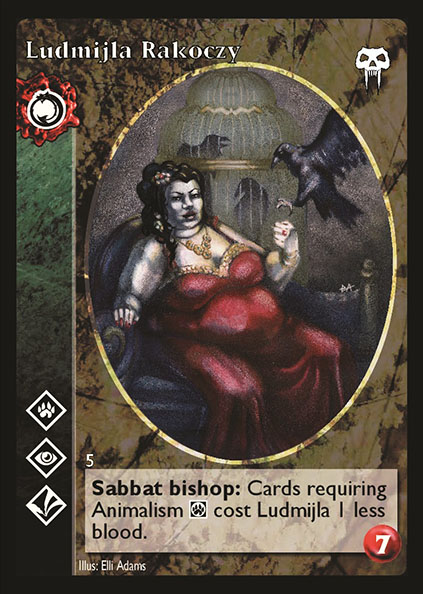 Ludmijla Rakoczy
5
Sabbat bishop: Cards requiring
Animalism cost Ludmijla 1 less
blood.
7
Illus: Elli Adams